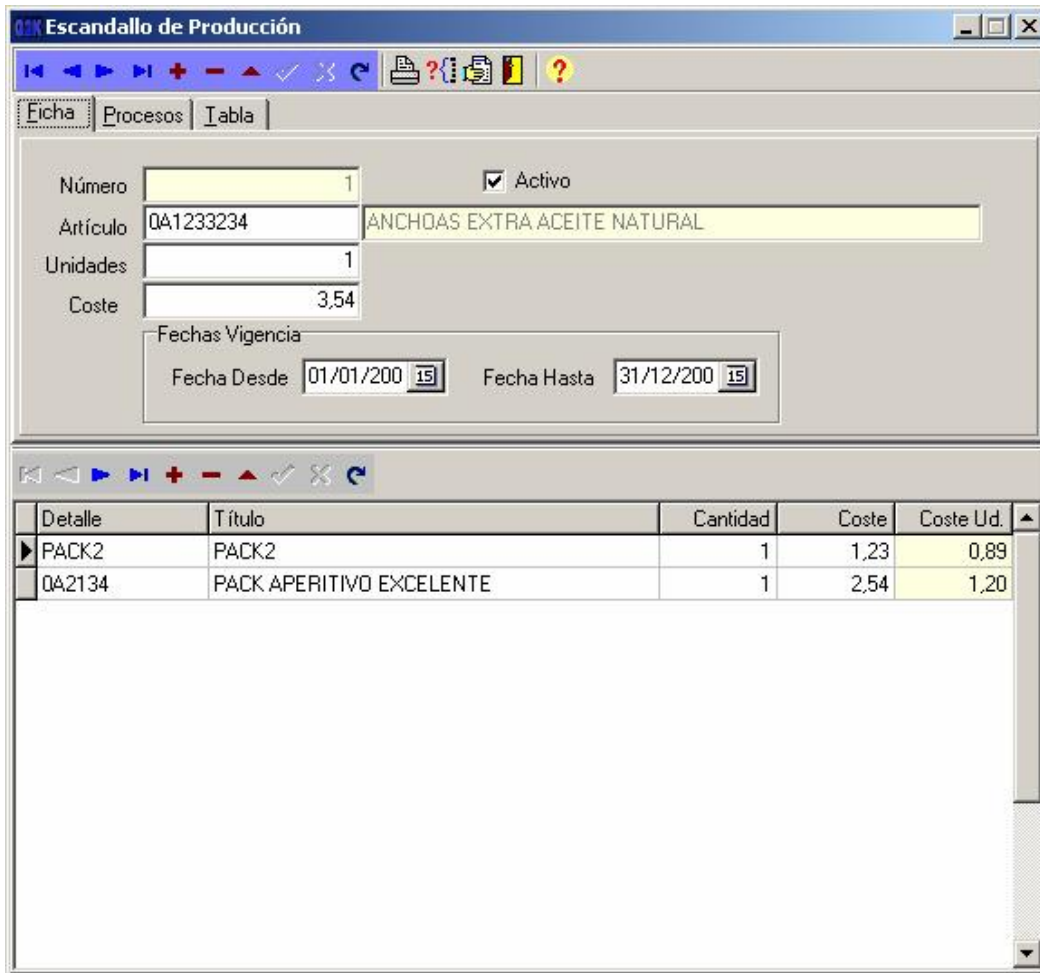 Escandallo de Producción
Ficha Procesos Tabla
Número 1 Activo
Artículo 0A1233234 ANCHOAS EXTRA ACEITE NATURAL
Unidades 1
Coste 3,54
Fechas Vigencia
Fecha Desde 01/01/200 15 Fecha Hasta 31/12/200 15
Detalle Título Cantidad Coste Coste Ud.
PACK2 PACK2 1 1,23 0,89
0A2134 PACK APERITIVO EXCELENTE 1 2,54 1,20